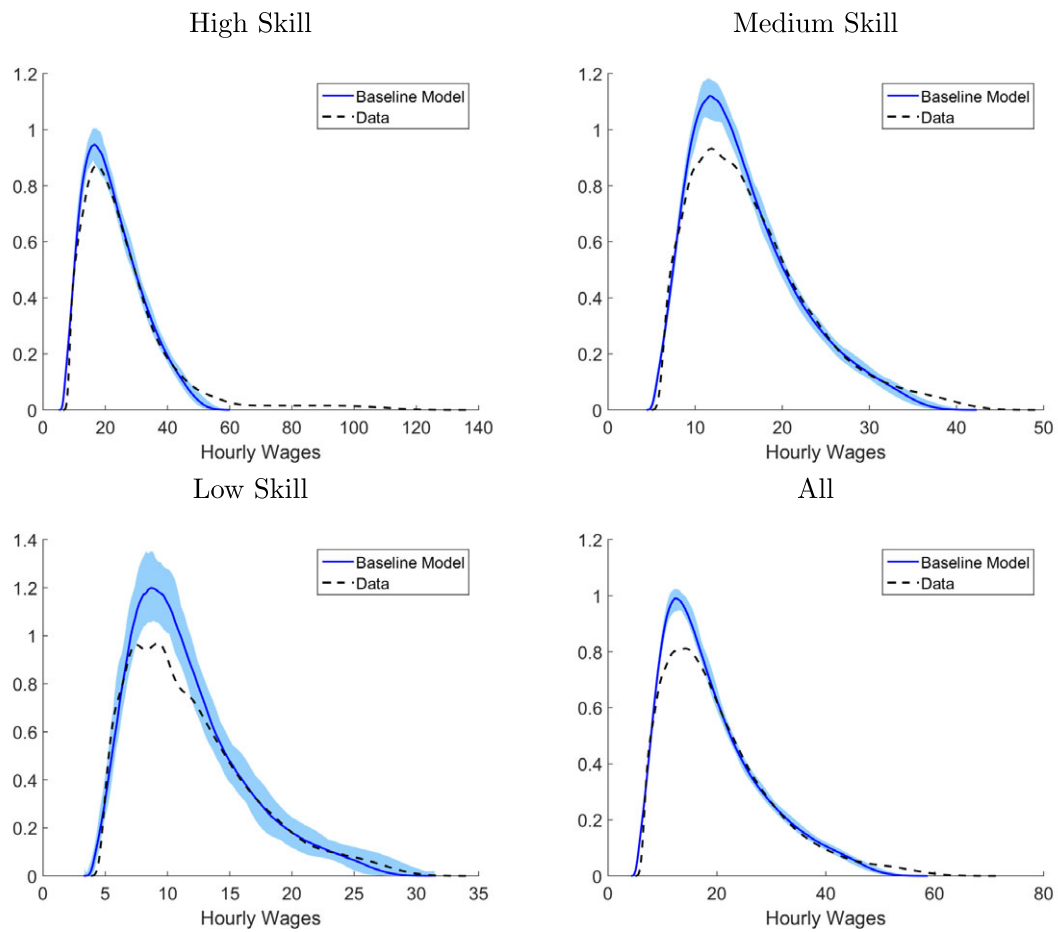 High Skill
Medium Skill
1.2
1
0.8
0.6
0.4
0.2
0
Baseline Model
Data
0 20 40 60 80 100 120 140
Hourly Wages
1.2
1
0.8
0.6
0.4
0.2
0
Baseline Model
Data
0 10 20 30 40 50
Hourly Wages
Low Skill
All
1.4
1.2
1
0.8
0.6
0.4
0.2
0
Baseline Model
Data
0 5 10 15 20 25 30 35
Hourly Wages
1.2
1
0.8
0.6
0.4
0.2
0
Baseline Model
Data
0 20 40 60 80
Hourly Wages